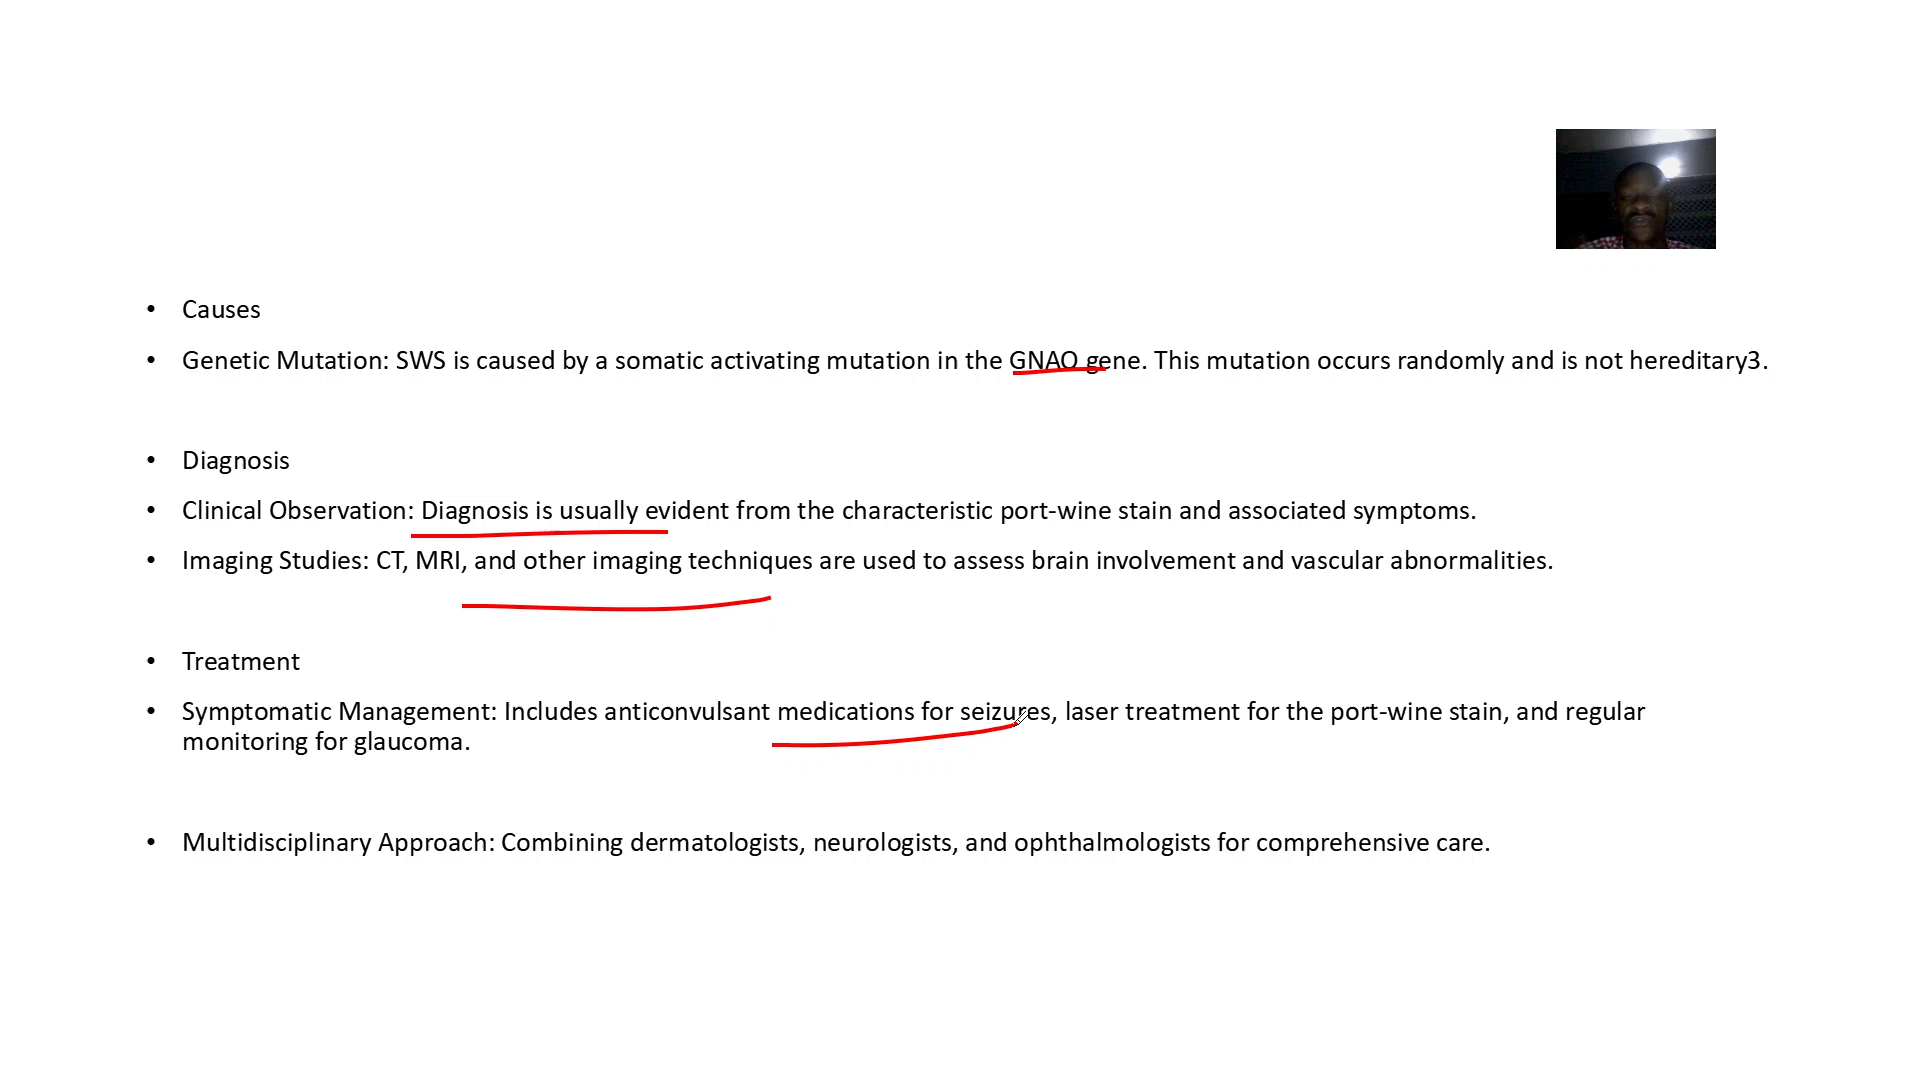 • Causes
• Genetic Mutation: SWS is caused by a somatic activating mutation in the GNAQ gene. This mutation occurs randomly and is not hereditary3.
• Diagnosis
• Clinical Observation: Diagnosis is usually evident from the characteristic port-wine stain and associated symptoms.
• Imaging Studies: CT, MRI, and other imaging techniques are used to assess brain involvement and vascular abnormalities.
• Treatment
• Symptomatic Management: Includes anticonvulsant medications for seizures, laser treatment for the port-wine stain, and regular
monitoring for glaucoma.
• Multidisciplinary Approach: Combining dermatologists, neurologists, and ophthalmologists for comprehensive care.